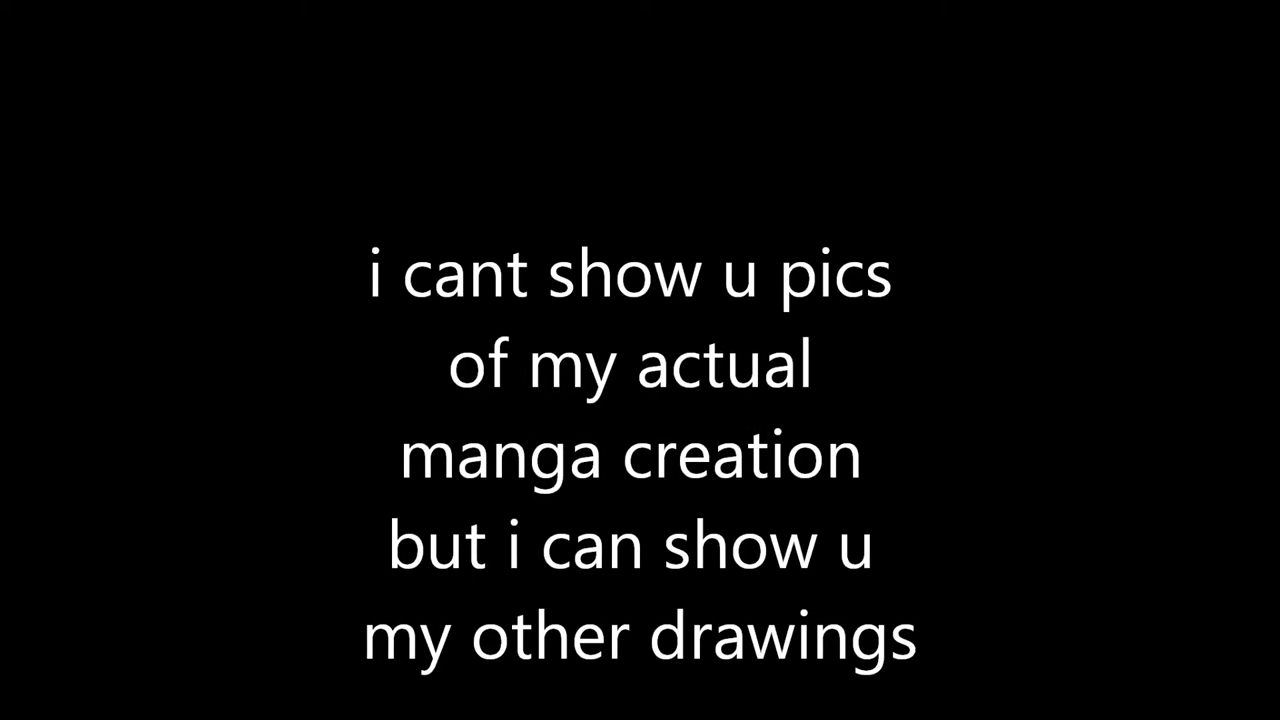 i cant show u pics
of my actual
manga creation
but i can show u
my other drawings